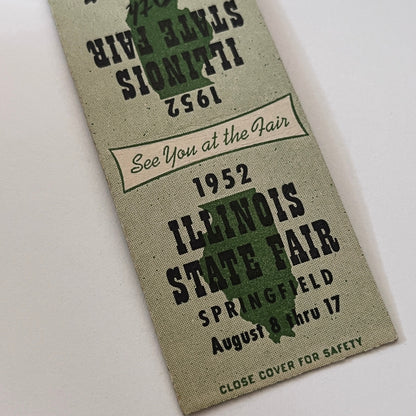 STATE FAIR
ILLINOIS
1952
See You at the Fair
1952
ILLINOIS
STATE FAIR
SPRINGFIELD
August 8 thru 17
CLOSE COVER FOR SAFETY